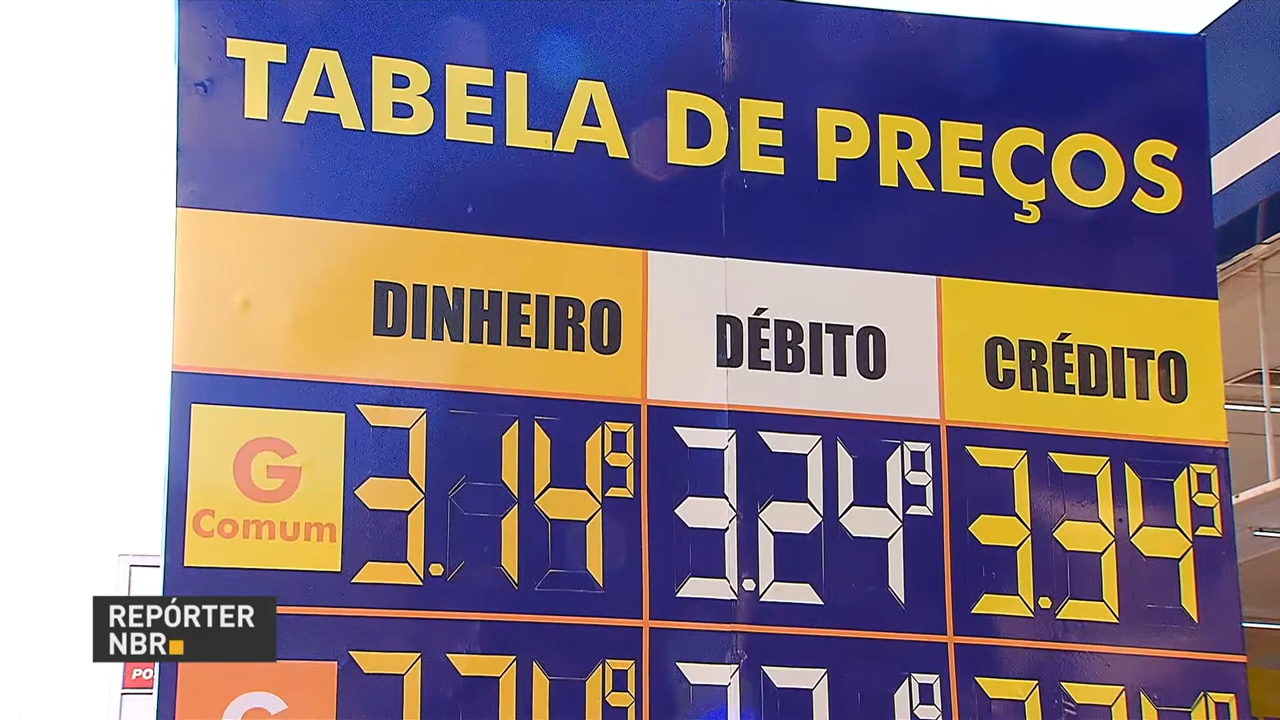 TABELA DE PREÇOS
DINHEIRO DÉBITO CRÉDITO
G
Comum
3.149 3.249 3.349
REPÓRTER
NBR